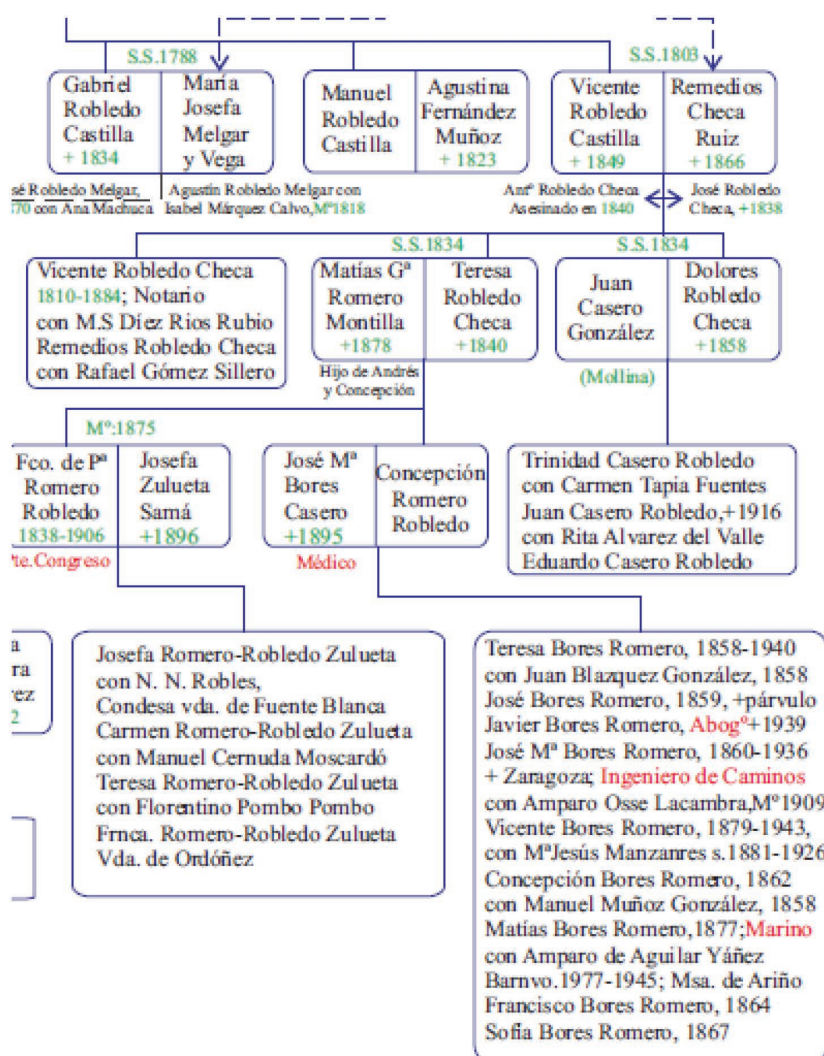 S.S.1788
S.S.1803
Gabriel
Robledo
Castilla
+ 1834
María
Josefa
Melgar
y Vega
Manuel
Robledo
Castilla
Agustina
Fernández
Muñoz
+ 1823
Vicente
Robledo
Castilla
+ 1849
Remedios
Checa
Ruiz
+1866
sé Robledo Melgar,
70 con Ana Machuca
Agustín Robledo Melgar con
Isabel Márquez Calvo,Mº1818
Antº Robledo Checa
Asesinado en 1840
José Robledo
Checa, +1838
S.S.1834
S.S.1834
Vicente Robledo Checa
1810-1884; Notario
con M.S Díez Rios Rubio
Remedios Robledo Checa
con Rafael Gómez Sillero
Matías Gª
Romero
Montilla
+1878
Teresa
Robledo
Checa
+1840
Juan
Casero
González
Dolores
Robledo
Checa
+1858
Hijo de Andrés
y Concepción
(Mollina)
Mº:1875
Fco. de Pª
Romero
Robledo
1838-1906
Josefa
Zulueta
Samá
+1896
José Mª
Bores
Casero
+1895
Concepción
Romero
Robledo
Trinidad Casero Robledo
con Carmen Tapia Fuentes
Juan Casero Robledo,+1916
con Rita Alvarez del Valle
Eduardo Casero Robledo
Pte.Congreso
Médico
a
ra
ez
2
Josefa Romero-Robledo Zulueta
con N. N. Robles,
Condesa vda. de Fuente Blanca
Carmen Romero-Robledo Zulueta
con Manuel Cernuda Moscardó
Teresa Romero-Robledo Zulueta
con Florentino Pombo Pombo
Frnca. Romero-Robledo Zulueta
Vda. de Ordóñez
Teresa Bores Romero, 1858-1940
con Juan Blazquez González, 1858
José Bores Romero, 1859, +párvulo
Javier Bores Romero, Abogº+1939
José Mª Bores Romero, 1860-1936
+ Zaragoza; Ingeniero de Caminos
con Amparo Osse Lacambra,Mº1909
Vicente Bores Romero, 1879-1943,
con MªJesús Manzanres s.1881-1926
Concepción Bores Romero, 1862
con Manuel Muñoz González, 1858
Matías Bores Romero,1877;Marino
con Amparo de Aguilar Yáñez
Barnvo.1977-1945; Msa. de Ariño
Francisco Bores Romero, 1864
Sofía Bores Romero, 1867